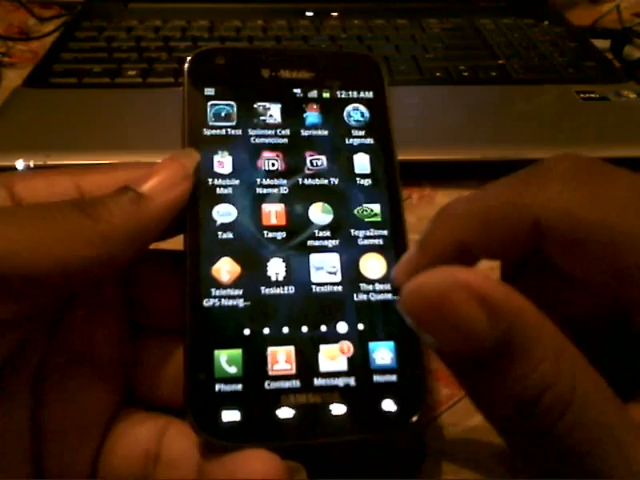 T-Mobile
12:18 AM
Speed Test
Splinter Cell Conviction
Sprinkle
Star Legends
T-Mobile Mall
T-Mobile Name ID
T-Mobile TV
Tags
Talk
Tango
Task manager
TegraZone Games
TeleNav GPS Navig...
TeslaLED
Textfree
The Best Life Quote...
Phone
Contacts
Messaging
Home
SAMSUNG